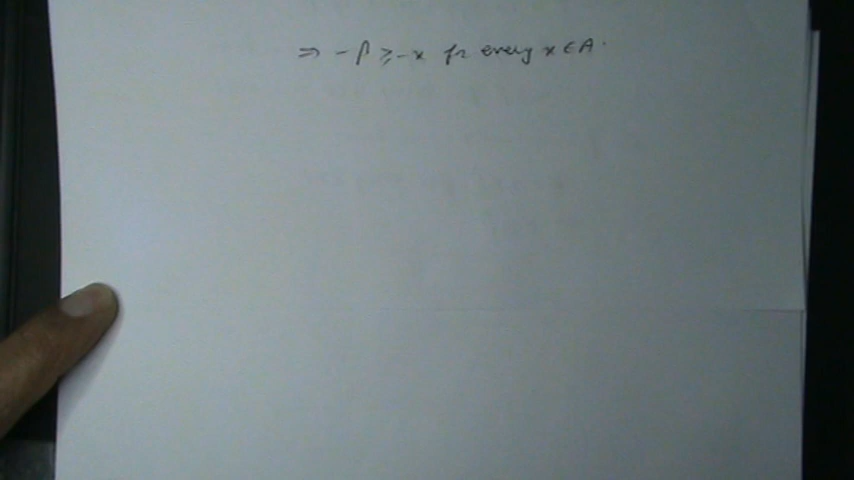 ⇒ -β ≥ -x for every x ∈ A.